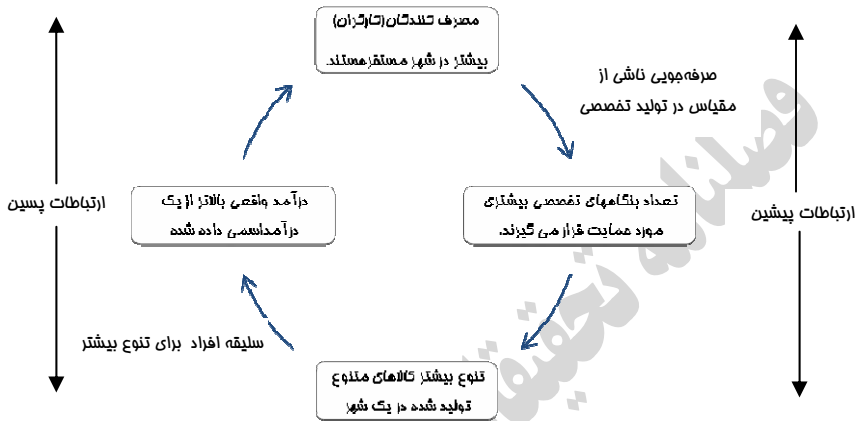 مصرف کنندگان(کارگران)
بیشتر در شهر مستقرهستند.
صرفه‌جویی ناشی از
مقیاس در تولید تخصصی
تعداد بنگاههای تخصصی بیشتری
مورد حمایت قرار می گیرند.
ارتباطات پیشین
تنوع بیشتر کالاهای متنوع
تولید شده در یک شهر
سلیقه افراد برای تنوع بیشتر
درآمد واقعی بالاتر از یک
درآمداسمی داده شده
ارتباطات پسین
فصلنامه